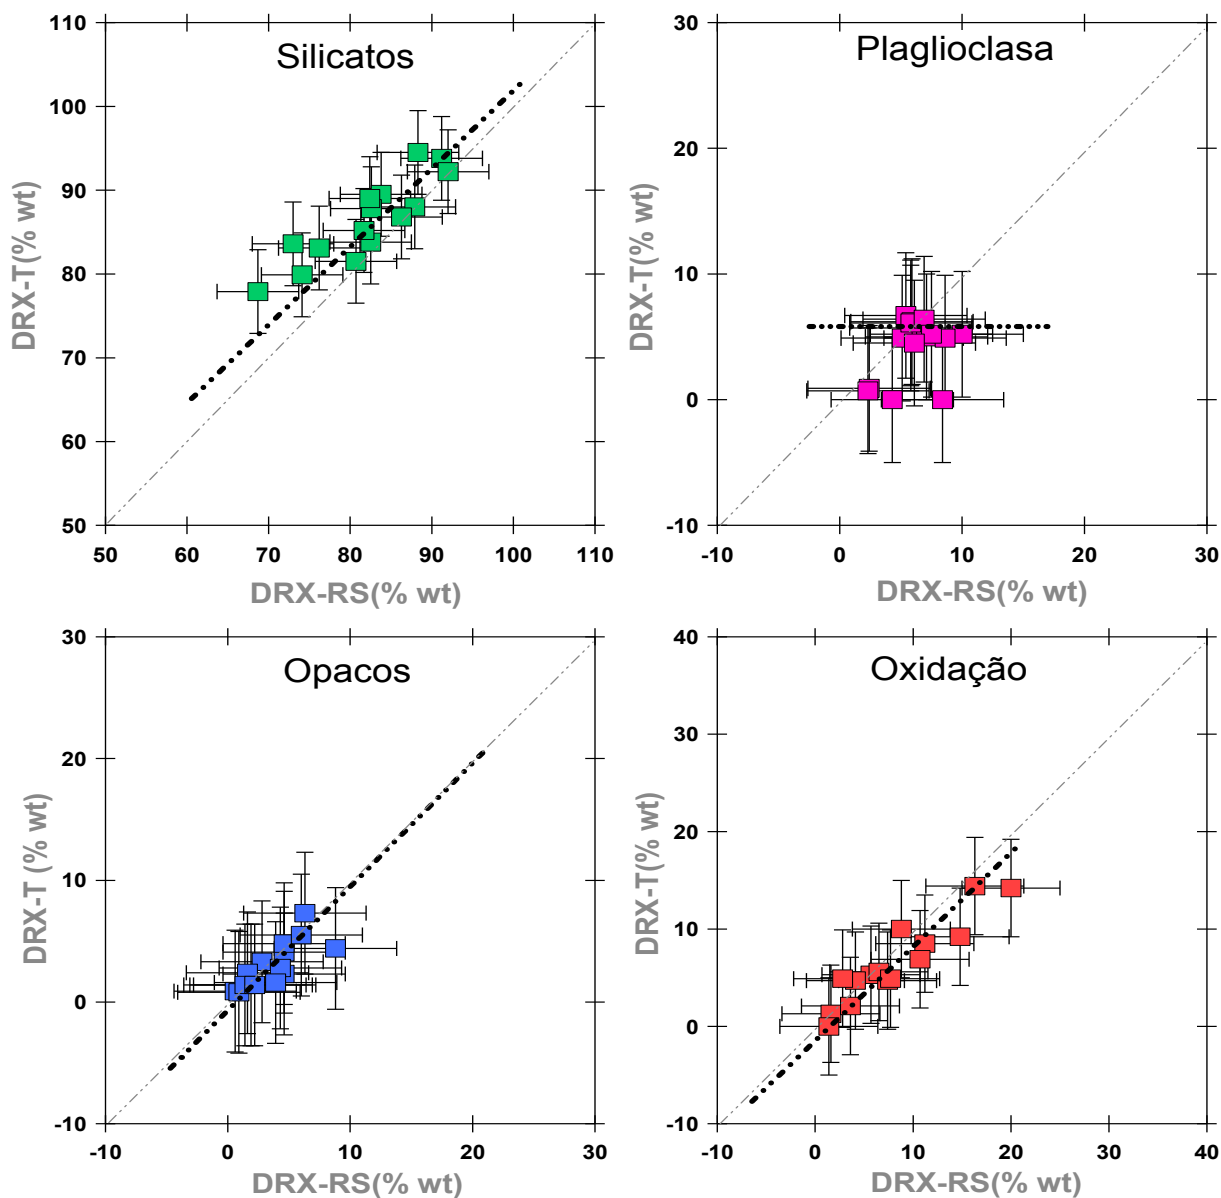 110
100
90
80
70
60
50
DRX-T(% wt)
Silicatos
50 60 70 80 90 100 110
DRX-RS(% wt)
30
20
10
0
-10
DRX-T(% wt)
Plaglioclasa
-10 0 10 20 30
DRX-RS(% wt)
30
20
10
0
-10
DRX-T (% wt)
Opacos
-10 0 10 20 30
DRX-RS(% wt)
40
30
20
10
0
-10
DRX-T(% wt)
Oxidação
-10 0 10 20 30 40
DRX-RS(% wt)